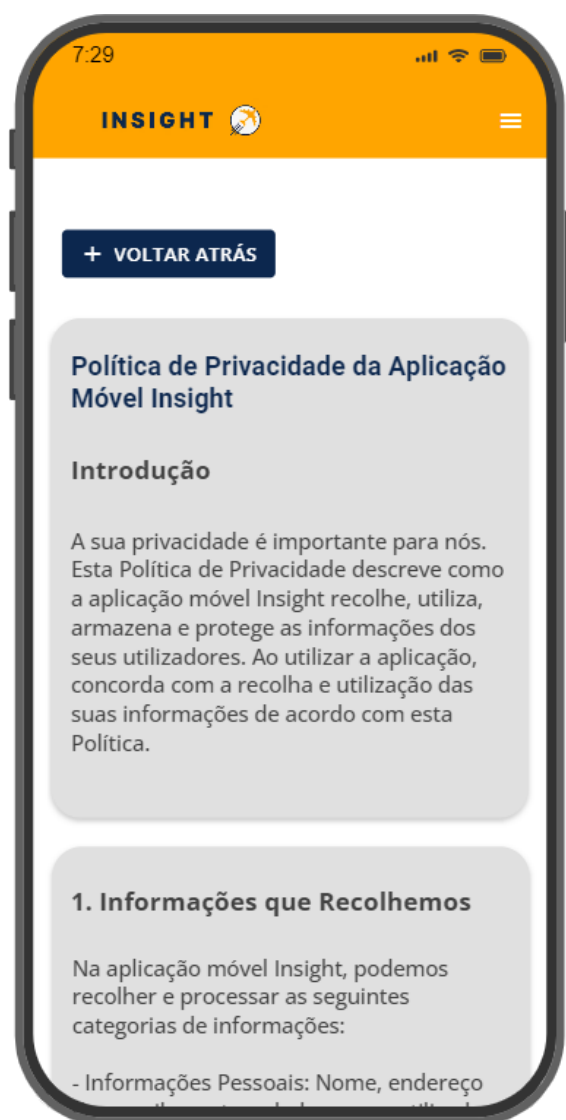 7:29
INSIGHT
+ VOLTAR ATRÁS
Política de Privacidade da Aplicação
Móvel Insight
Introdução
A sua privacidade é importante para nós.
Esta Política de Privacidade descreve como
a aplicação móvel Insight recolhe, utiliza,
armazena e protege as informações dos
seus utilizadores. Ao utilizar a aplicação,
concorda com a recolha e utilização das
suas informações de acordo com esta
Política.
1. Informações que Recolhemos
Na aplicação móvel Insight, podemos
recolher e processar as seguintes
categorias de informações:
- Informações Pessoais: Nome, endereço